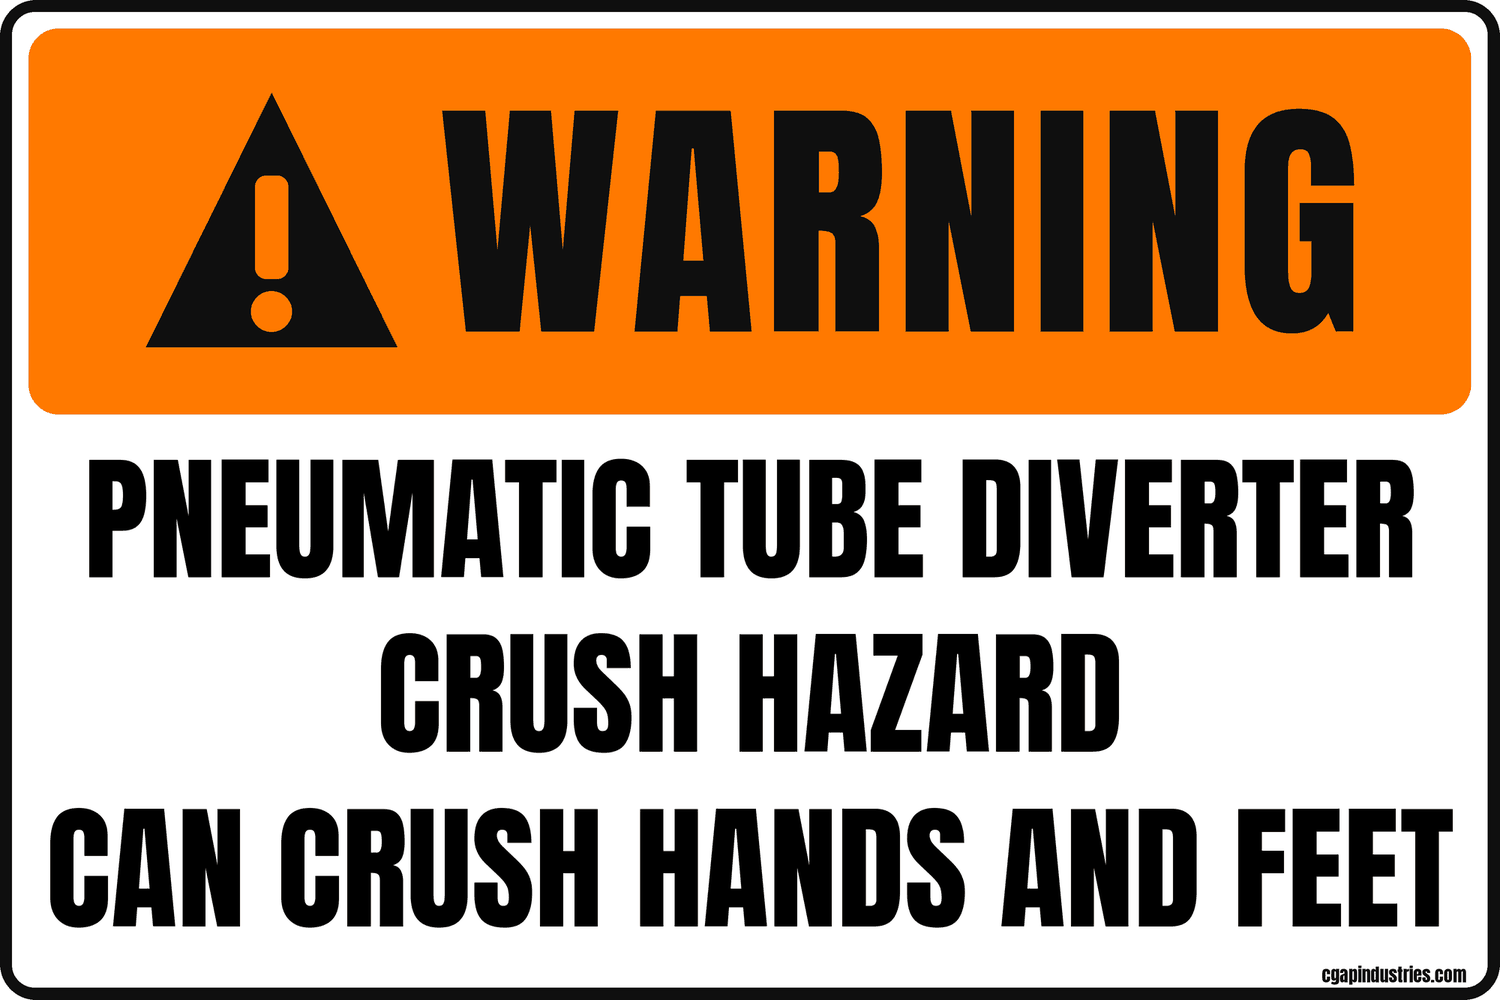 WARNING
PNEUMATIC TUBE DIVERTER
CRUSH HAZARD
CAN CRUSH HANDS AND FEET
cgapindustries.com